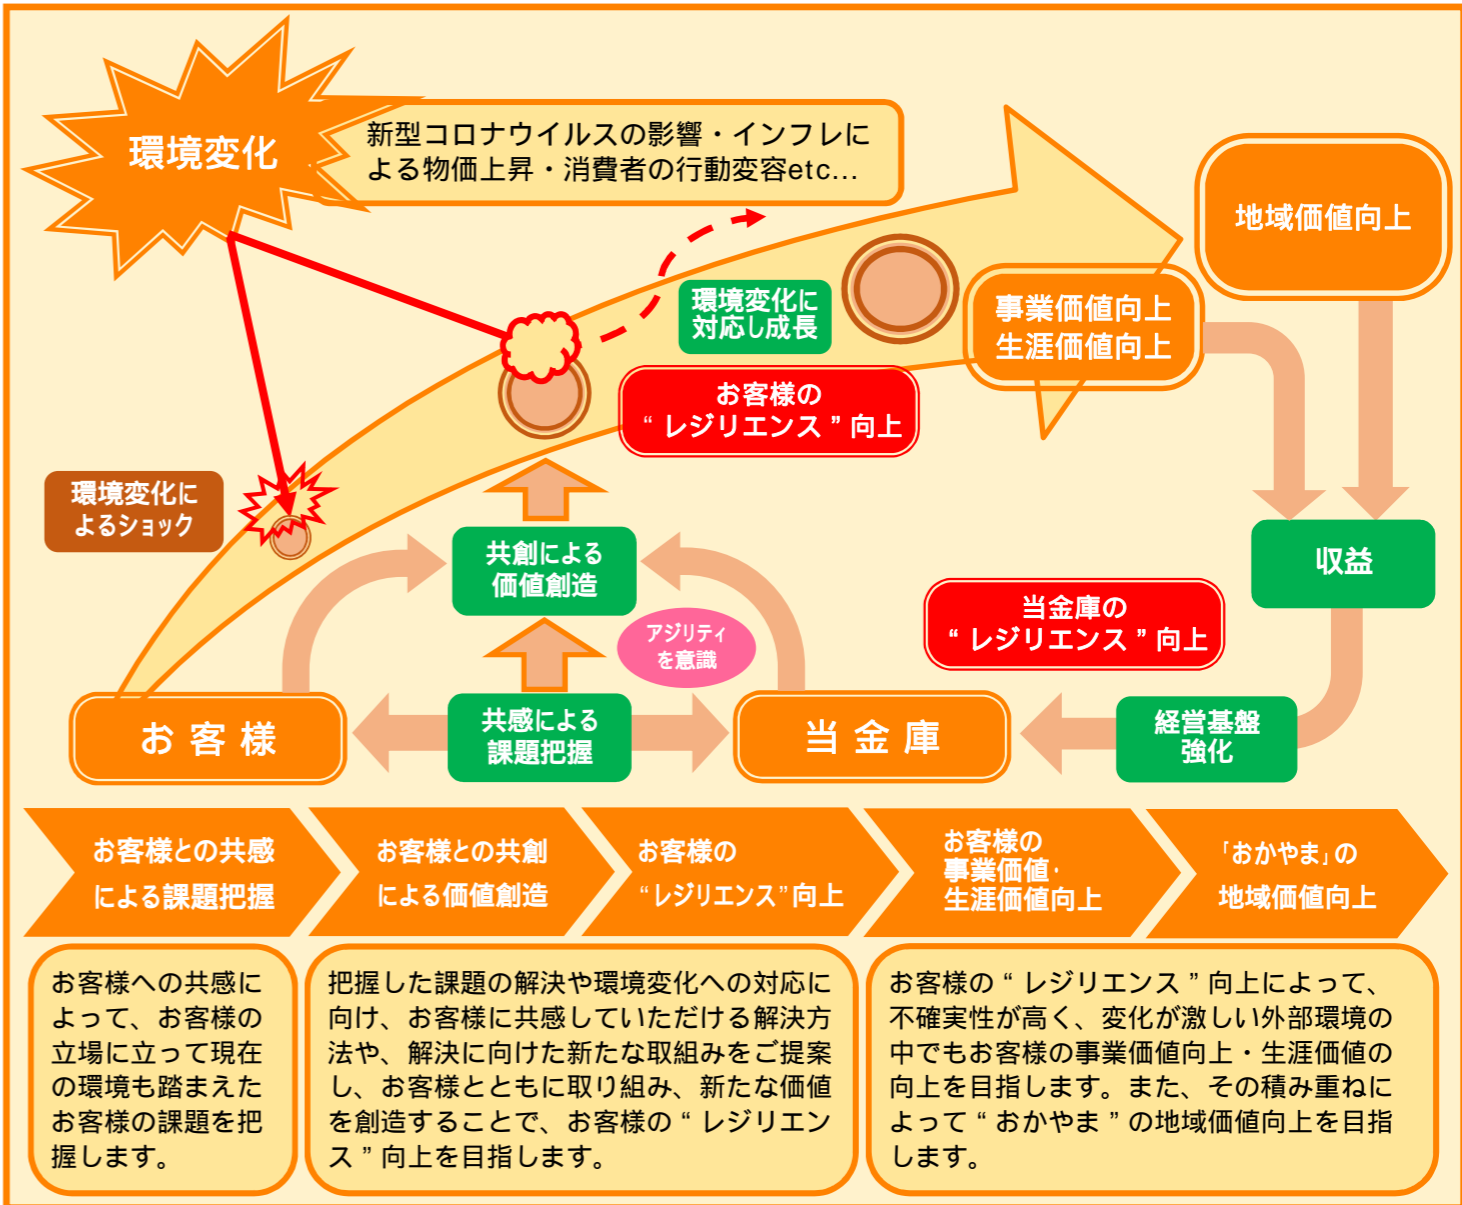 環境変化
新型コロナウイルスの影響・インフレに
よる物価上昇・消費者の行動変容etc…
地域価値向上
環境変化に
対応し成長
事業価値向上
生涯価値向上
お客様の
“レジリエンス”向上
環境変化に
よるショック
共創による
価値創造
収益
当金庫の
“レジリエンス”向上
アジリティ
を意識
お客様
共感による
課題把握
当金庫
経営基盤
強化
お客様との共感
による課題把握
お客様との共創
による価値創造
お客様の
“レジリエンス”向上
お客様の
事業価値・
生涯価値向上
「おかやま」の
地域価値向上
お客様への共感に
よって、お客様の
立場に立って現在
の環境も踏まえた
お客様の課題を把
握します。
把握した課題の解決や環境変化への対応に
向け、お客様に共感していただける解決方
法や、解決に向けた新たな取組みをご提案
し、お客様とともに取り組み、新たな価値
を創造することで、お客様の“レジリエン
ス”向上を目指します。
お客様の“レジリエンス”向上によって、
不確実性が高く、変化が激しい外部環境の
中でもお客様の事業価値向上・生涯価値の
向上を目指します。また、その積み重ねに
よって“おかやま”の地域価値向上を目指
します。